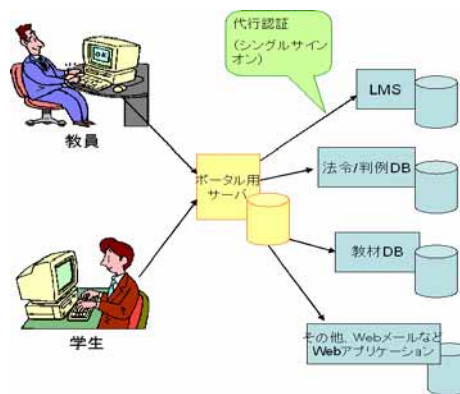 代行認証
(シングルサイン
オン)
OK
教員
LMS
法令/判例DB
ポータル用
サーバ
教材DB
学生
その他、Webメールなど
Webアプリケーション